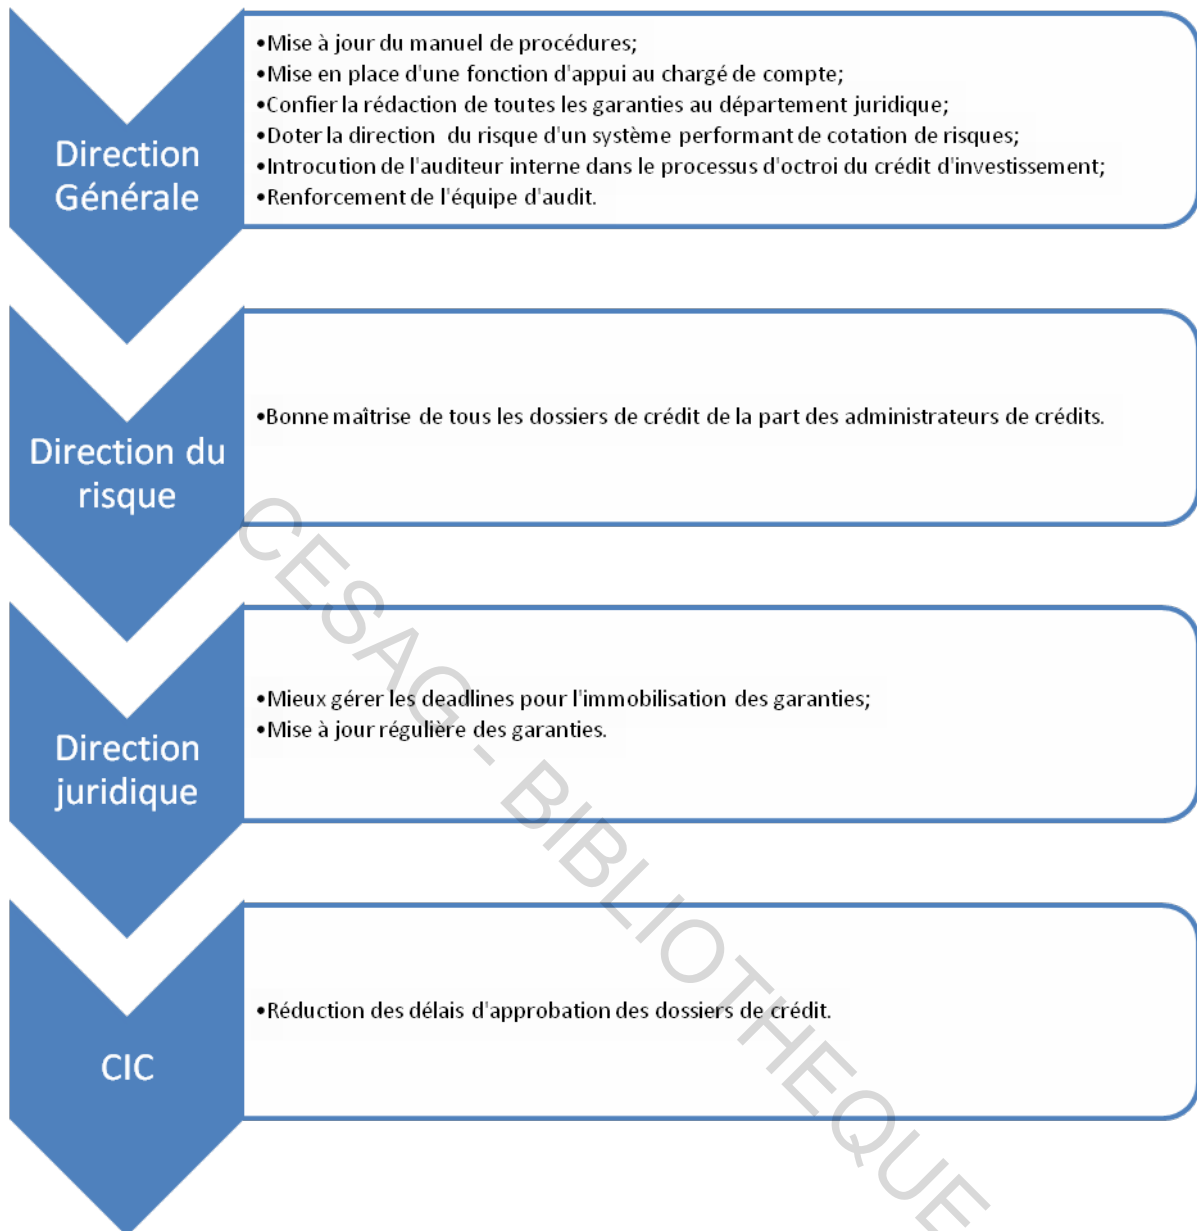 •Mise à jour du manuel de procédures;
•Mise en place d'une fonction d'appui au chargé de compte;
•Confier la rédaction de toutes les garanties au département juridique;
•Doter la direction du risque d'un système performant de cotation de risques;
•Introcution de l'auditeur interne dans le processus d'octroi du crédit d'investissement;
•Renforcement de l'équipe d'audit.
Direction
Générale
•Bonne maîtrise de tous les dossiers de crédit de la part des administrateurs de crédits.
Direction du
risque
•Mieux gérer les deadlines pour l'immobilisation des garanties;
•Mise à jour régulière des garanties.
Direction
juridique
•Réduction des délais d'approbation des dossiers de crédit.
CIC
CESAG - BIBLIOTHEQUE